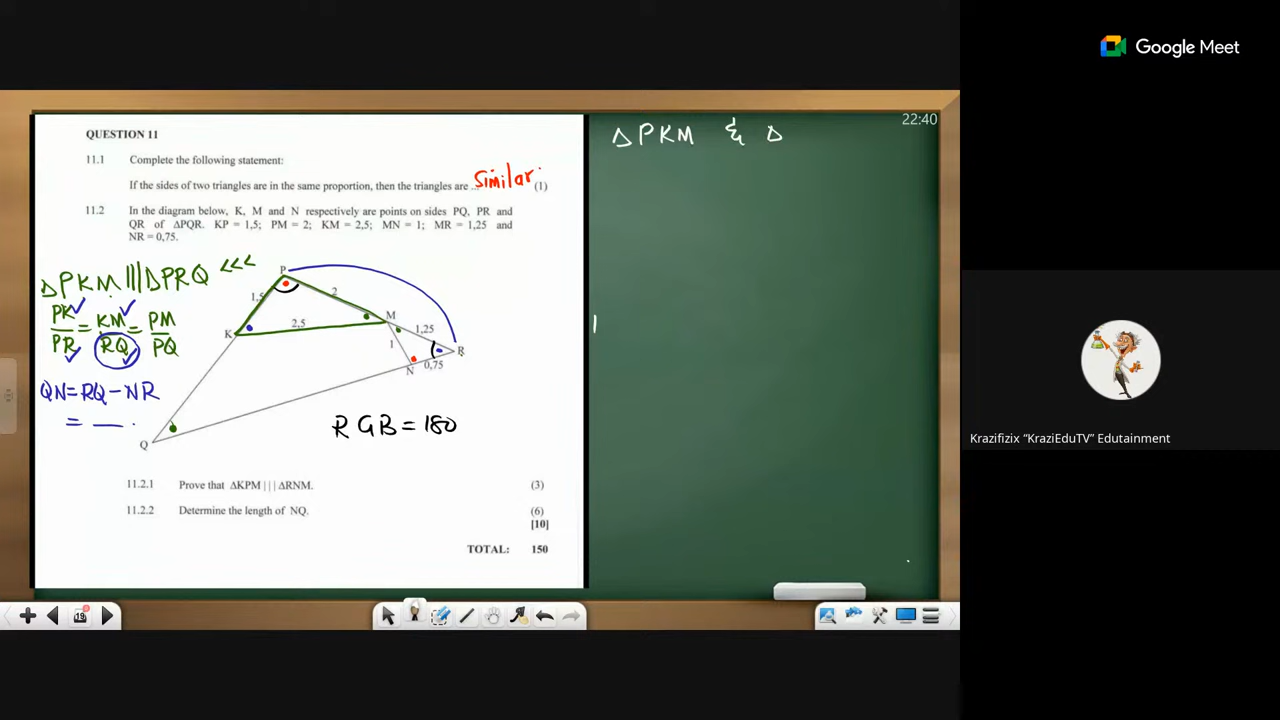 Google Meet
22:40
QUESTION 11
11.1 Complete the following statement:
If the sides of two triangles are in the same proportion, then the triangles are ... Similar. (1)
11.2 In the diagram below, K, M and N respectively are points on sides PQ, PR and
QR of ΔPQR. KP = 1,5; PM = 2; KM = 2,5; MN = 1; MR = 1,25 and
NR = 0,75.
ΔPKM ||| ΔPRQ <<<
PK/PR = KM/RQ = PM/PQ
QN = RQ - NR
= __ .
P
1,5
2
K
2,5
M
1,25
1
R
N
0,75
Q
R G B = 180
11.2.1 Prove that ΔKPM ||| ΔRNM. (3)
11.2.2 Determine the length of NQ. (6)
[10]
TOTAL: 150
ΔPKM & Δ
19
Krazifizix “KraziEduTV” Edutainment